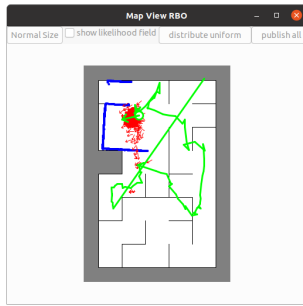 Map View RBO
Normal Size
show likelihood field
distribute uniform
publish all